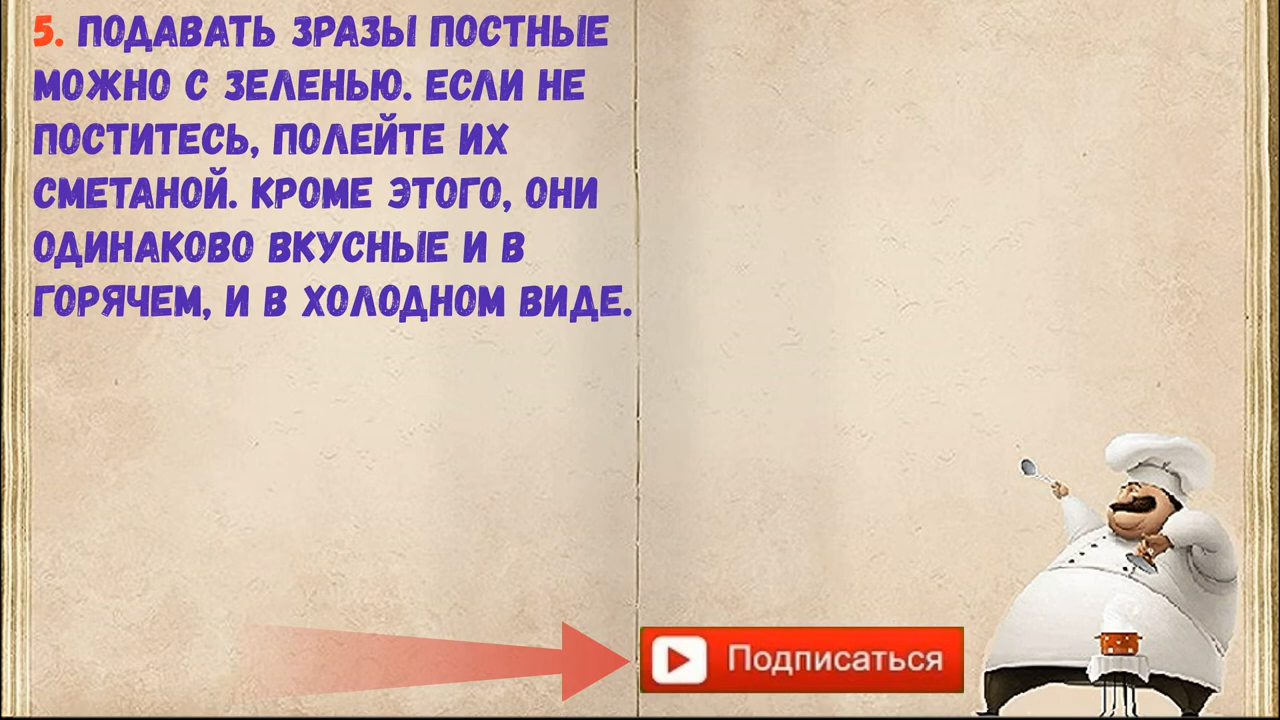 5. ПОДАВАТЬ ЗРАЗЫ ПОСТНЫЕ
МОЖНО С ЗЕЛЕНЬЮ. ЕСЛИ НЕ
ПОСТИТЕСЬ, ПОЛЕЙТЕ ИХ
СМЕТАНОЙ. КРОМЕ ЭТОГО, ОНИ
ОДИНАКОВО ВКУСНЫЕ И В
ГОРЯЧЕМ, И В ХОЛОДНОМ ВИДЕ.
Подписаться